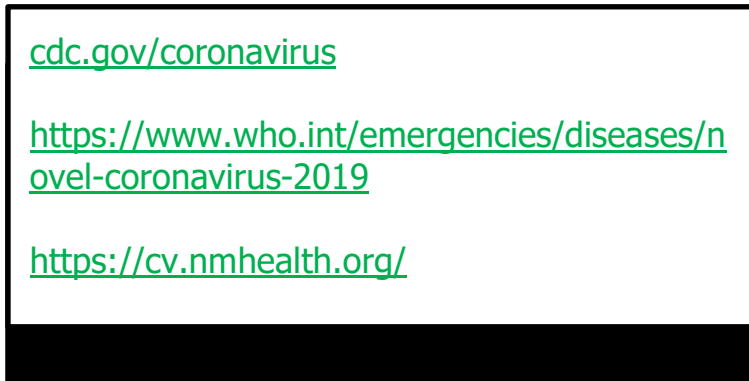 cdc.gov/coronavirus
https://www.who.int/emergencies/diseases/n
ovel-coronavirus-2019
https://cv.nmhealth.org/